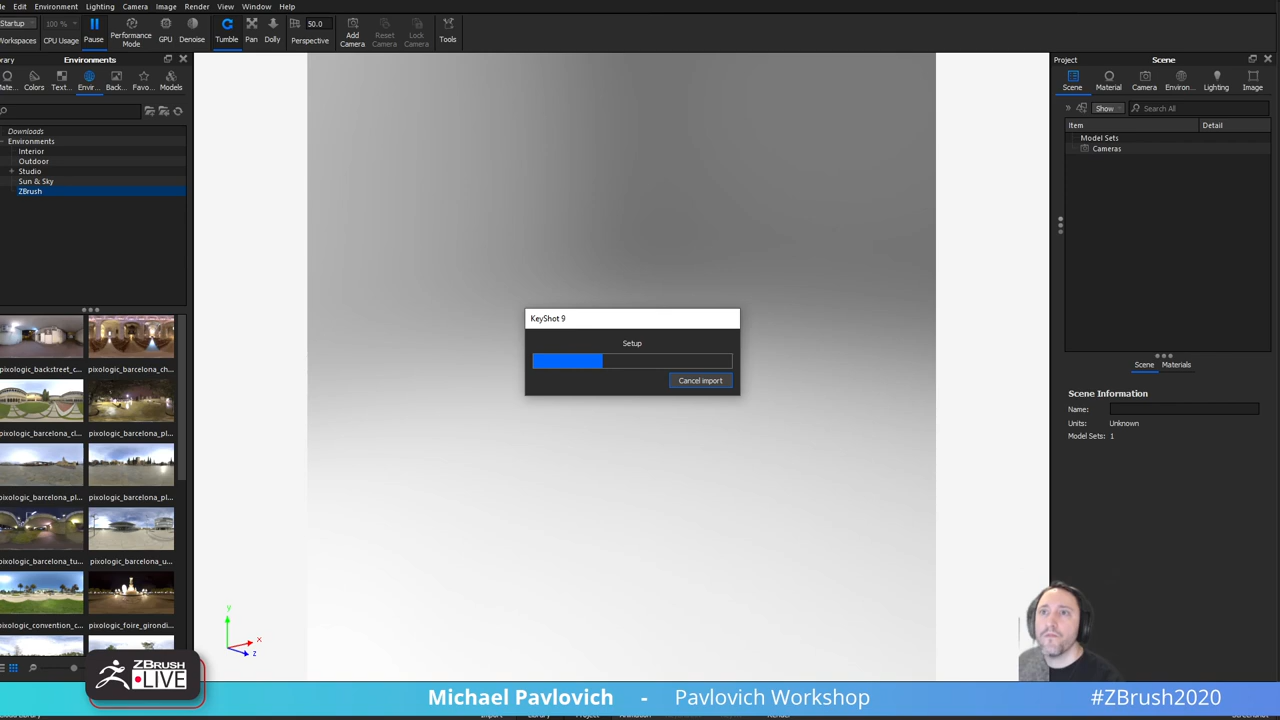 Edit Environment Lighting Camera Image Render View Window Help
Startup
100 %
50.0
Workspaces
CPU Usage
Pause
Performance
Mode
GPU
Denoise
Tumble
Pan
Dolly
Perspective
Add
Camera
Reset
Camera
Lock
Camera
Tools
Environments
Colors
Text...
Envir...
Back...
Favo...
Models
Downloads
Environments
Interior
Outdoor
Studio
Sun & Sky
ZBrush
pixologic_backstreet_c...
pixologic_barcelona_ch...
pixologic_barcelona_cl...
pixologic_barcelona_pl...
pixologic_barcelona_pl...
pixologic_barcelona_pl...
pixologic_barcelona_tu...
pixologic_barcelona_u...
pixologic_convention_c...
pixologic_foire_girondi...
KeyShot 9
Setup
Cancel import
y
x
z
Project
Scene
Scene
Material
Camera
Environ...
Lighting
Image
Show
Search All
Item
Detail
Model Sets
Cameras
Scene
Materials
Scene Information
Name:
Units:
Unknown
Model Sets: 1
ZBRUSH
LIVE
Michael Pavlovich - Pavlovich Workshop
#ZBrush2020